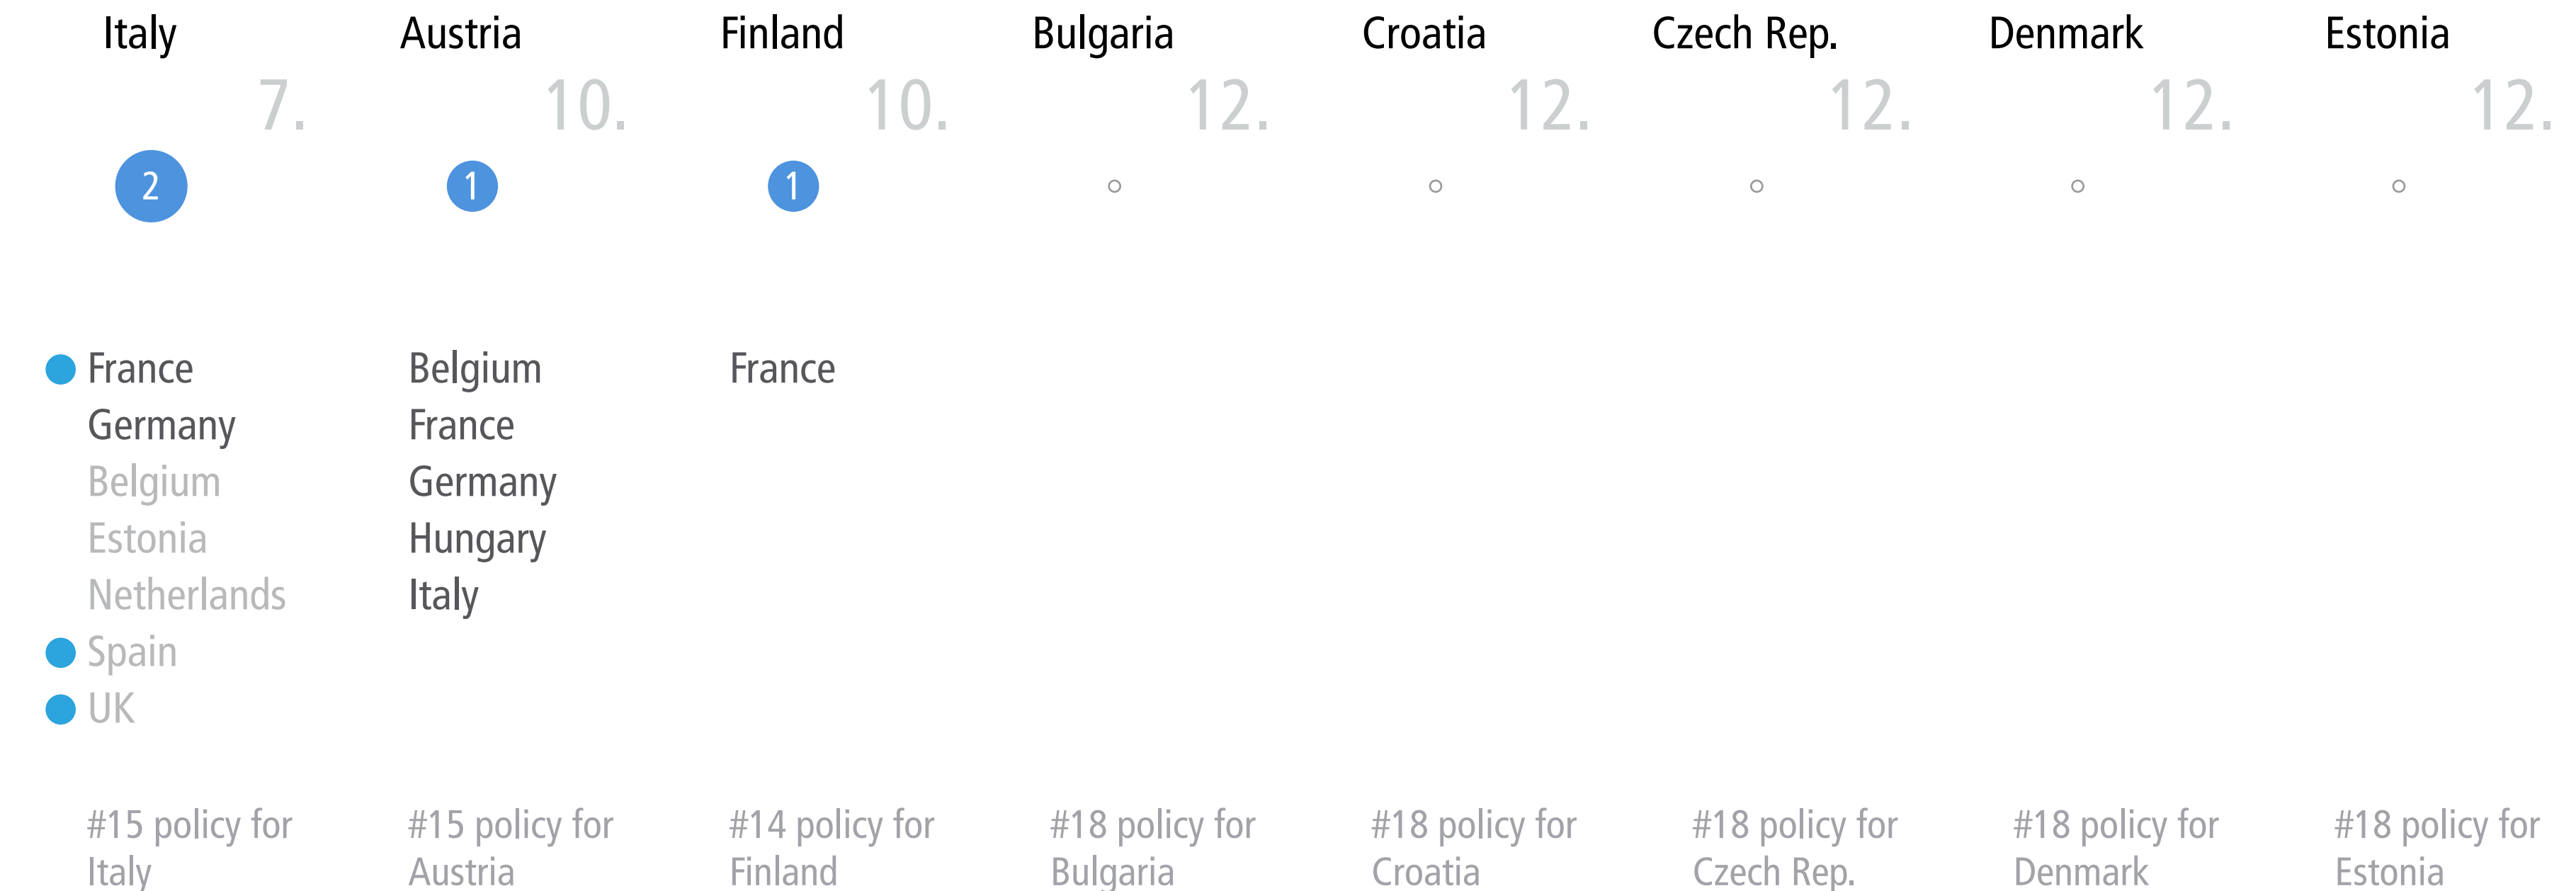 Italy Austria Finland Bulgaria Croatia Czech Rep. Denmark Estonia
7. 10. 10. 12. 12. 12. 12. 12.
2 1 1
France Belgium France
Germany France
Belgium Germany
Estonia Hungary
Netherlands Italy
Spain
UK
#15 policy for #15 policy for #14 policy for #18 policy for #18 policy for #18 policy for #18 policy for #18 policy for
Italy Austria Finland Bulgaria Croatia Czech Rep. Denmark Estonia